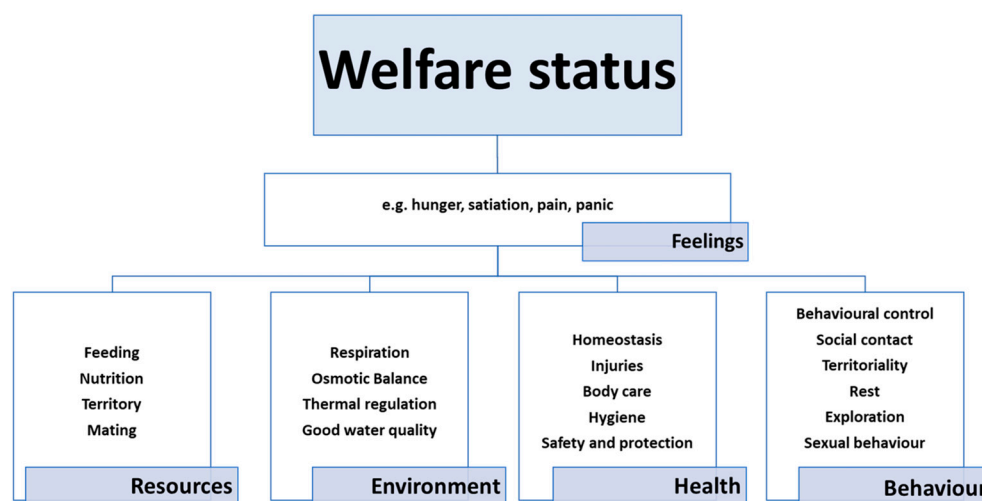 Welfare status
e.g. hunger, satiation, pain, panic
Feelings
Feeding
Nutrition
Territory
Mating
Resources
Respiration
Osmotic Balance
Thermal regulation
Good water quality
Environment
Homeostasis
Injuries
Body care
Hygiene
Safety and protection
Health
Behavioural control
Social contact
Territoriality
Rest
Exploration
Sexual behaviour
Behaviour